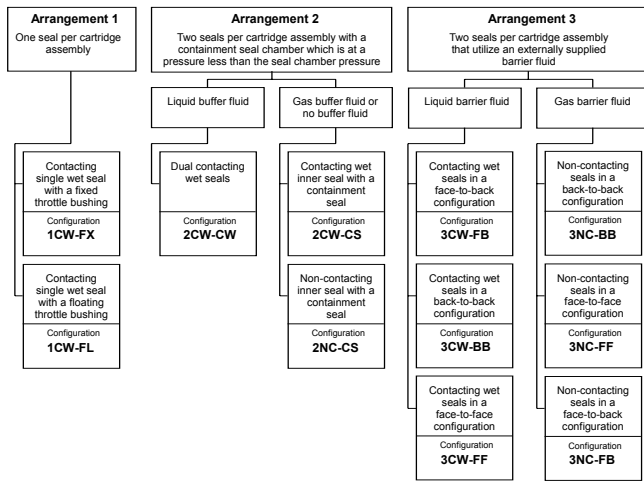 Arrangement 1
One seal per cartridge
assembly
Arrangement 2
Two seals per cartridge assembly with a
containment seal chamber which is at a
pressure less than the seal chamber pressure
Arrangement 3
Two seals per cartridge assembly
that utilize an externally supplied
barrier fluid
Liquid buffer fluid
Gas buffer fluid or
no buffer fluid
Liquid barrier fluid
Gas barrier fluid
Contacting
single wet seal
with a fixed
throttle bushing
Configuration
1CW-FX
Contacting
single wet seal
with a floating
throttle bushing
Configuration
1CW-FL
Dual contacting
wet seals
Configuration
2CW-CW
Contacting wet
inner seal with a
containment
seal
Configuration
2CW-CS
Non-contacting
inner seal with a
containment
seal
Configuration
2NC-CS
Contacting wet
seals in a
face-to-back
configuration
Configuration
3CW-FB
Contacting wet
seals in a
back-to-back
configuration
Configuration
3CW-BB
Contacting wet
seals in a
face-to-face
configuration
Configuration
3CW-FF
Non-contacting
seals in a
back-to-back
configuration
Configuration
3NC-BB
Non-contacting
seals in a
face-to-face
configuration
Configuration
3NC-FF
Non-contacting
seals in a
face-to-back
configuration
Configuration
3NC-FB